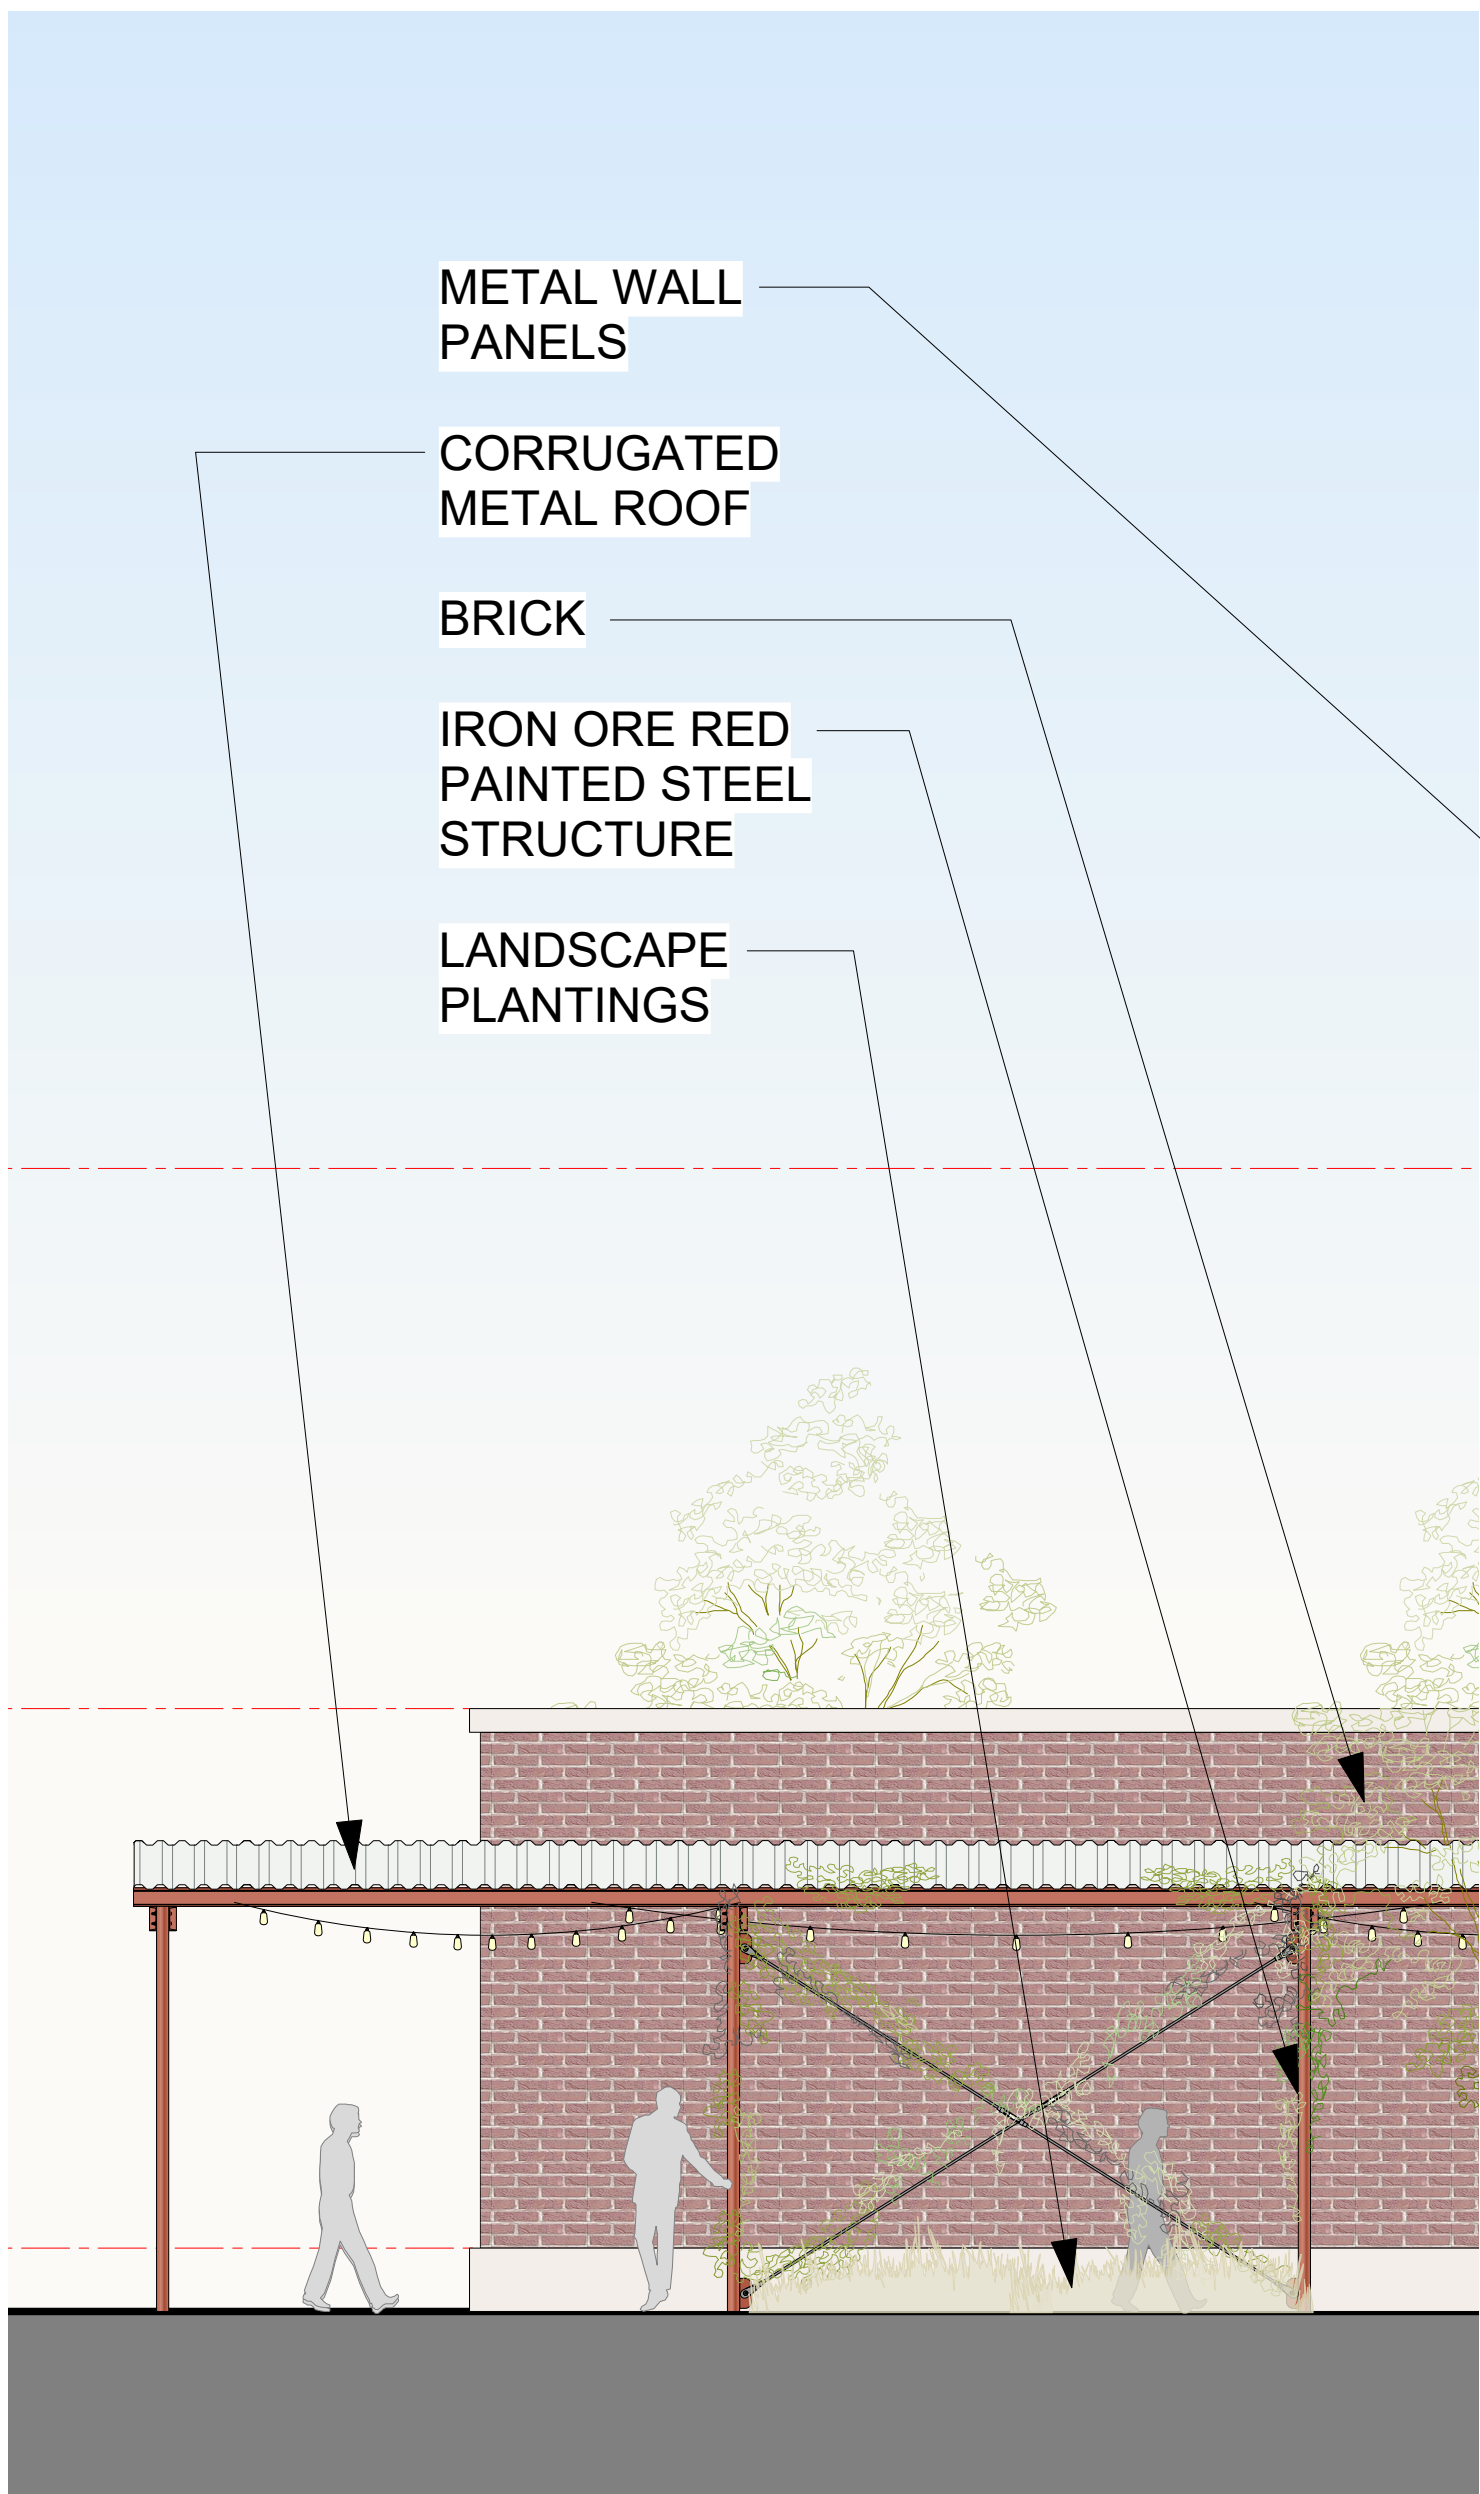 METAL WALL
PANELS
CORRUGATED
METAL ROOF
BRICK
IRON ORE RED
PAINTED STEEL
STRUCTURE
LANDSCAPE
PLANTINGS